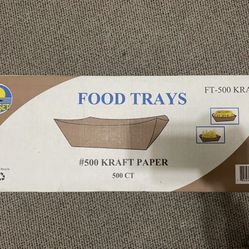 FOOD TRAYS
FT-500 KRA
#500 KRAFT PAPER
500 CT